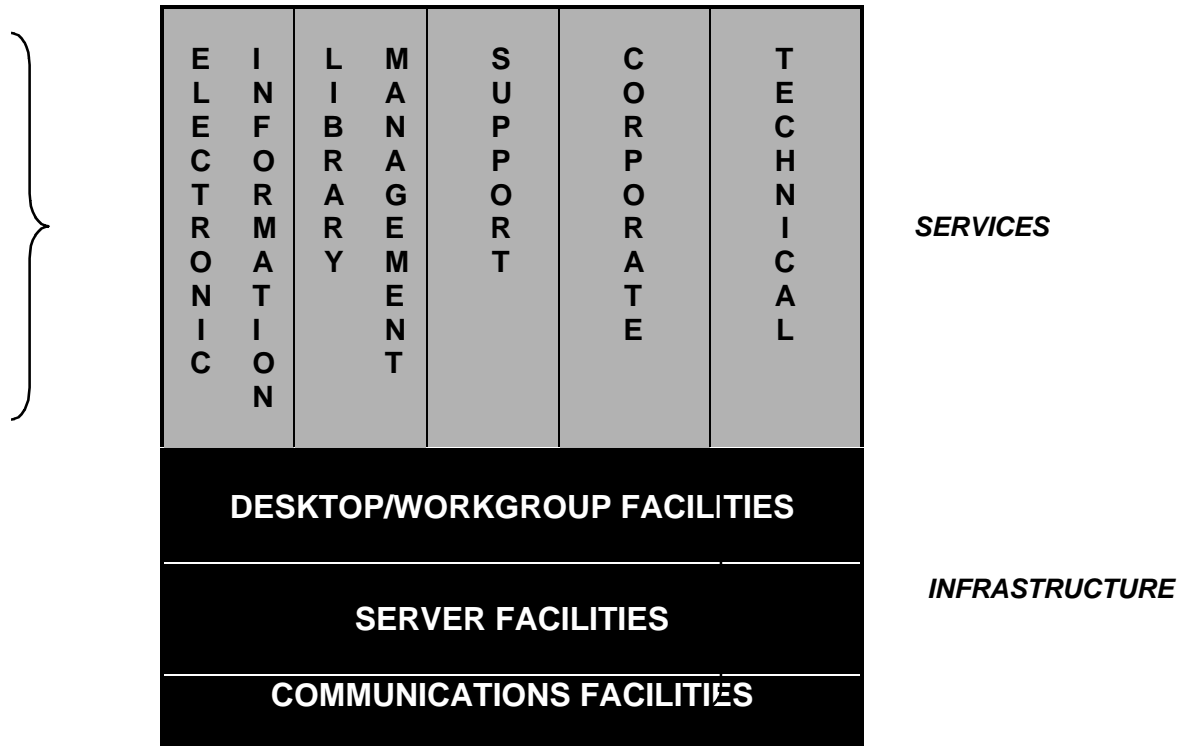 ELECTRONIC
INFORMATION
LIBRARY
MANAGEMENT
SUPPORT
CORPORATE
TECHNICAL
SERVICES
DESKTOP/WORKGROUP FACILITIES
SERVER FACILITIES
COMMUNICATIONS FACILITIES
INFRASTRUCTURE